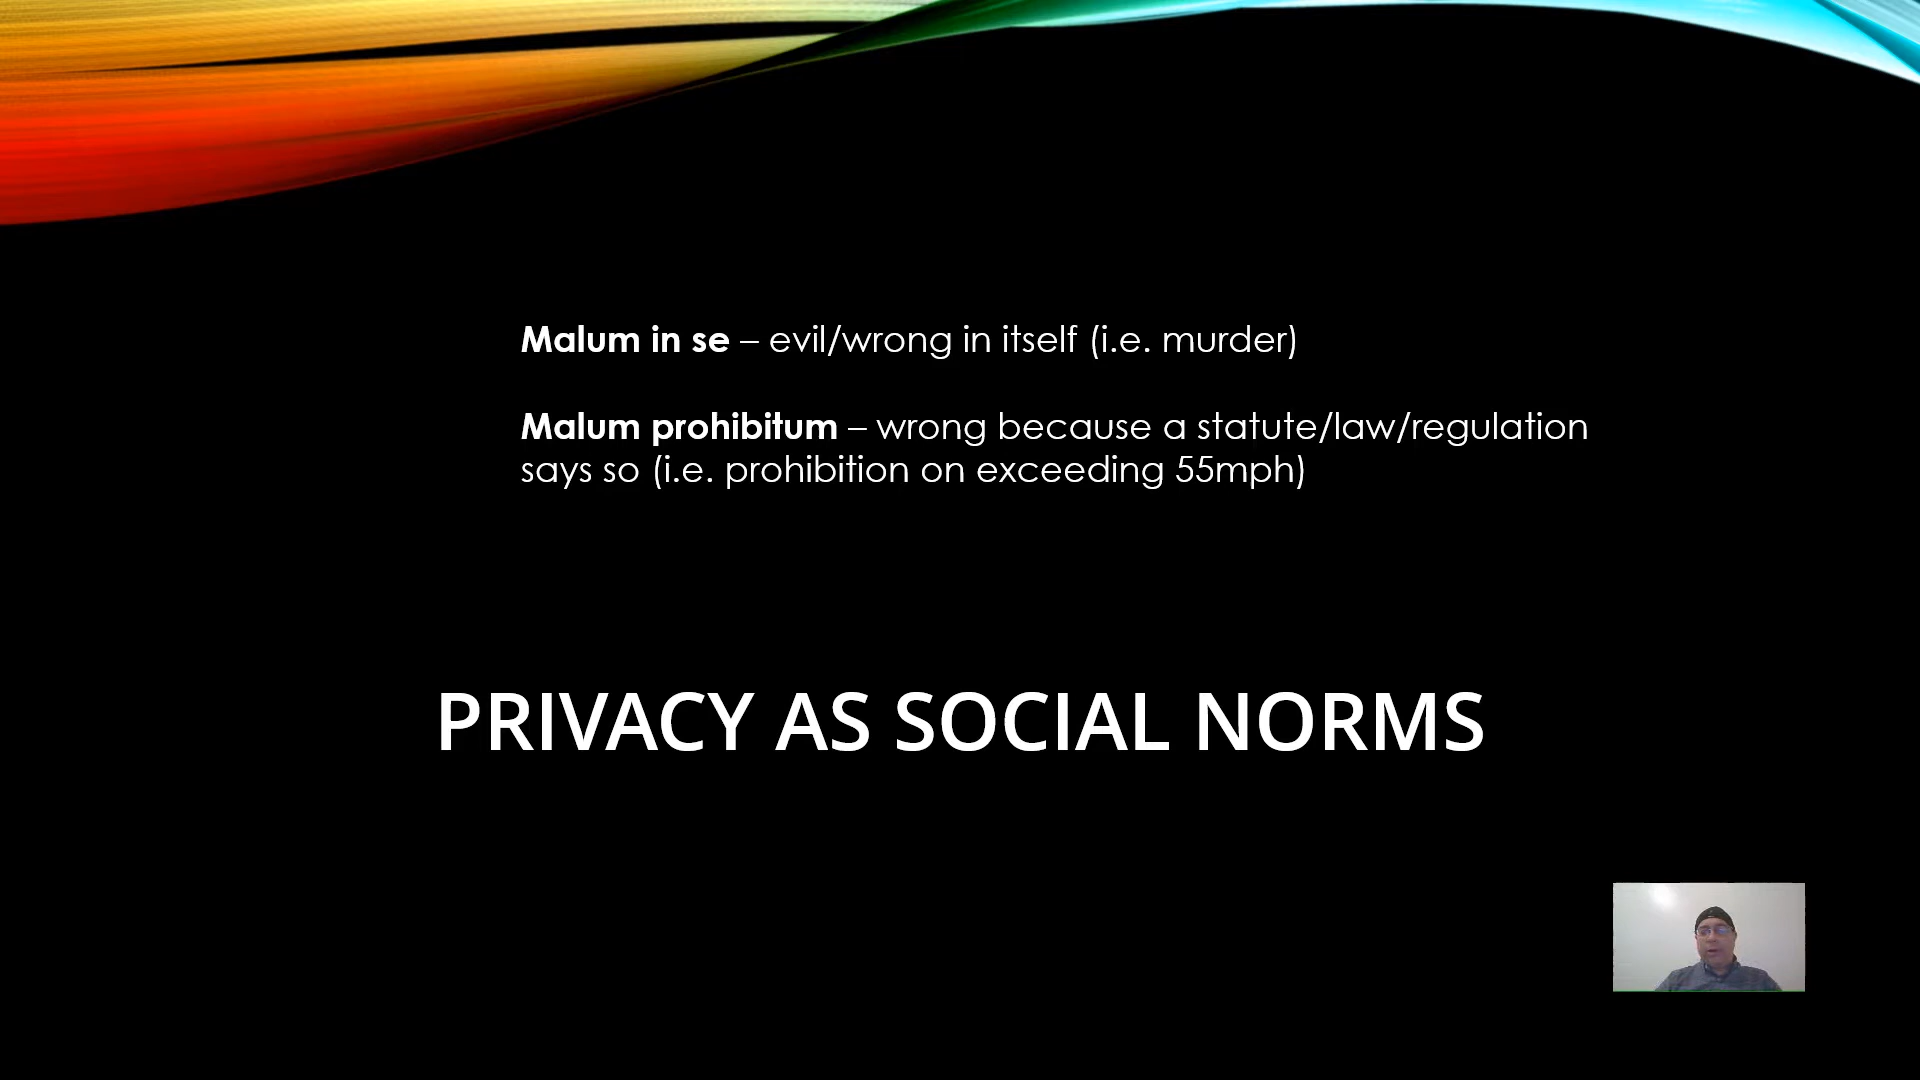 Malum in se – evil/wrong in itself (i.e. murder)
Malum prohibitum – wrong because a statute/law/regulation
says so (i.e. prohibition on exceeding 55mph)
PRIVACY AS SOCIAL NORMS